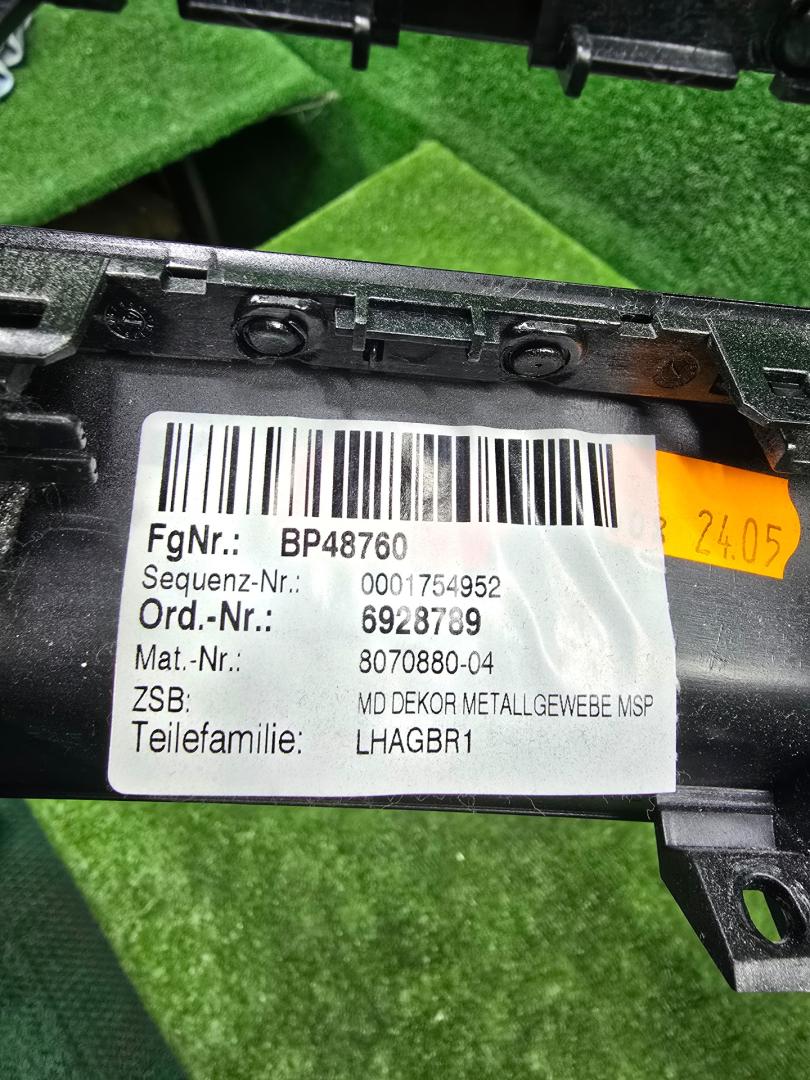 FgNr.: BP48760
Sequenz-Nr.: 0001754952
Ord.-Nr.: 6928789
Mat.-Nr.: 8070880-04
ZSB: MD DEKOR METALLGEWEBE MSP
Teilefamilie: LHAGBR1
24.05